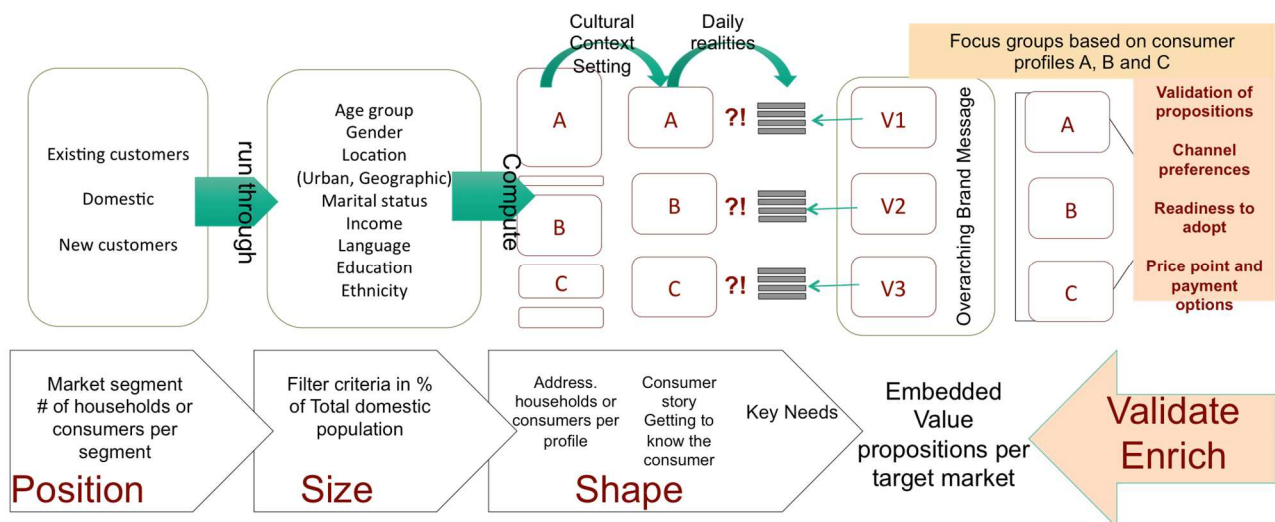 Existing customers
Domestic
New customers
run through
Age group
Gender
Location
(Urban, Geographic)
Marital status
Income
Language
Education
Ethnicity
Compute
Cultural
Context
Setting
Daily
realities
A
B
C
A
B
C
?!
?!
?!
V1
V2
V3
Overarching Brand Message
Focus groups based on consumer
profiles A, B and C
A
B
C
Validation of
propositions
Channel
preferences
Readiness to
adopt
Price point and
payment
options
Market segment
# of households or
consumers per
segment
Position
Filter criteria in %
of Total domestic
population
Size
Address.
households or
consumers per
profile
Consumer
story
Getting to
know the
consumer
Key Needs
Shape
Embedded
Value
propositions per
target market
Validate
Enrich